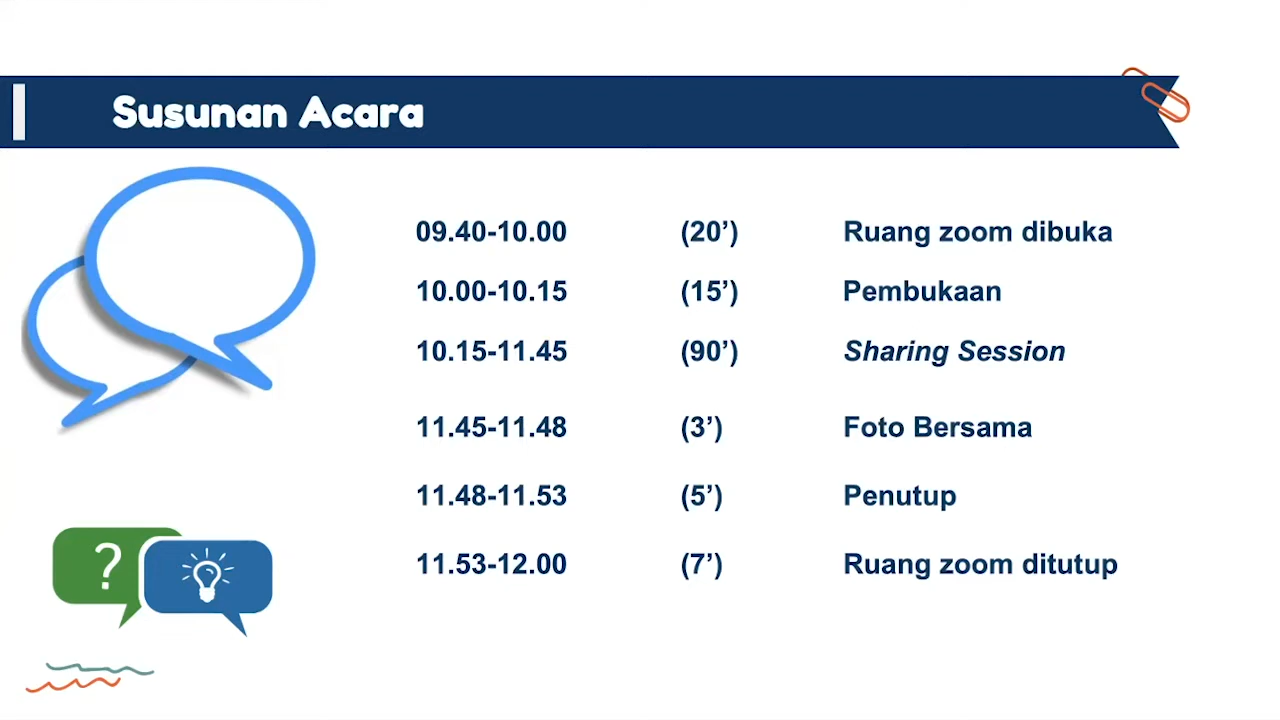 Susunan Acara
09.40-10.00 (20’) Ruang zoom dibuka
10.00-10.15 (15’) Pembukaan
10.15-11.45 (90’) Sharing Session
11.45-11.48 (3’) Foto Bersama
11.48-11.53 (5’) Penutup
11.53-12.00 (7’) Ruang zoom ditutup
?